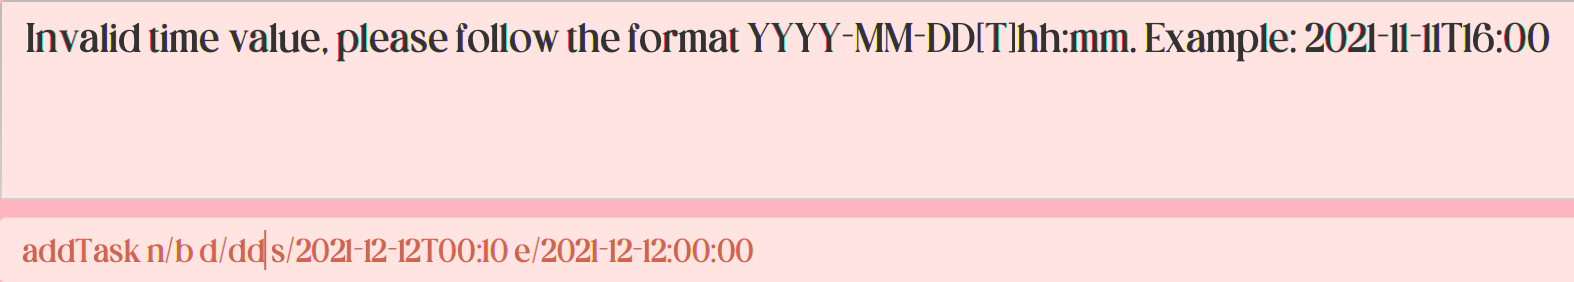 Invalid time value, please follow the format YYYY-MM-DD[T]hh:mm. Example: 2021-11-11T16:00
addTask n/b d/dd s/2021-12-12T00:10 e/2021-12-12:00:00